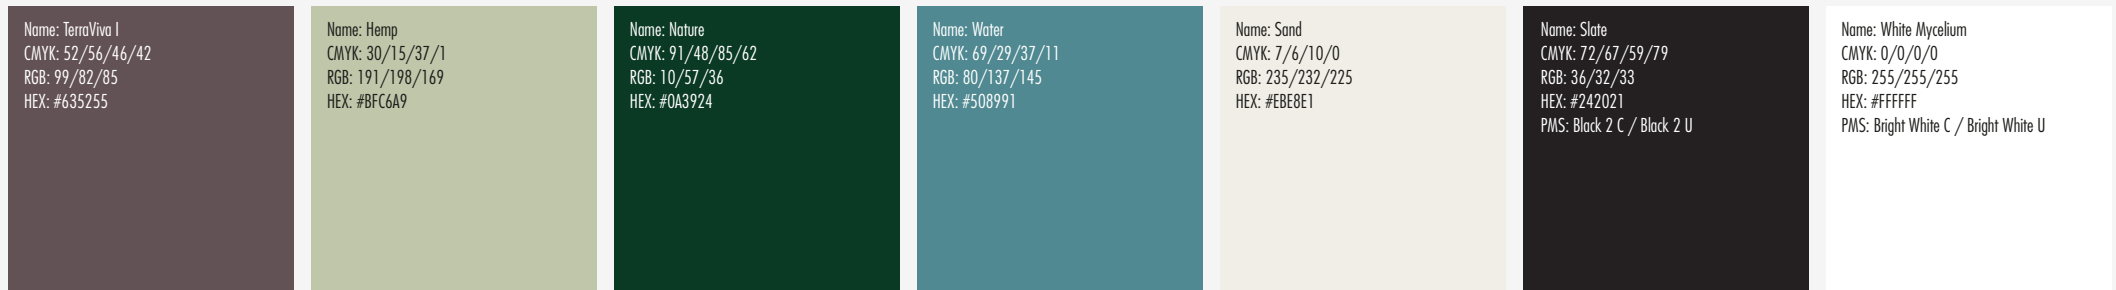 Name: TerraViva I
CMYK: 52/56/46/42
RGB: 99/82/85
HEX: #635255
Name: Hemp
CMYK: 30/15/37/1
RGB: 191/198/169
HEX: #BFC6A9
Name: Nature
CMYK: 91/48/85/62
RGB: 10/57/36
HEX: #0A3924
Name: Water
CMYK: 69/29/37/11
RGB: 80/137/145
HEX: #508991
Name: Sand
CMYK: 7/6/10/0
RGB: 235/232/225
HEX: #EBE8E1
Name: Slate
CMYK: 72/67/59/79
RGB: 36/32/33
HEX: #242021
PMS: Black 2 C / Black 2 U
Name: White Mycelium
CMYK: 0/0/0/0
RGB: 255/255/255
HEX: #FFFFFF
PMS: Bright White C / Bright White U